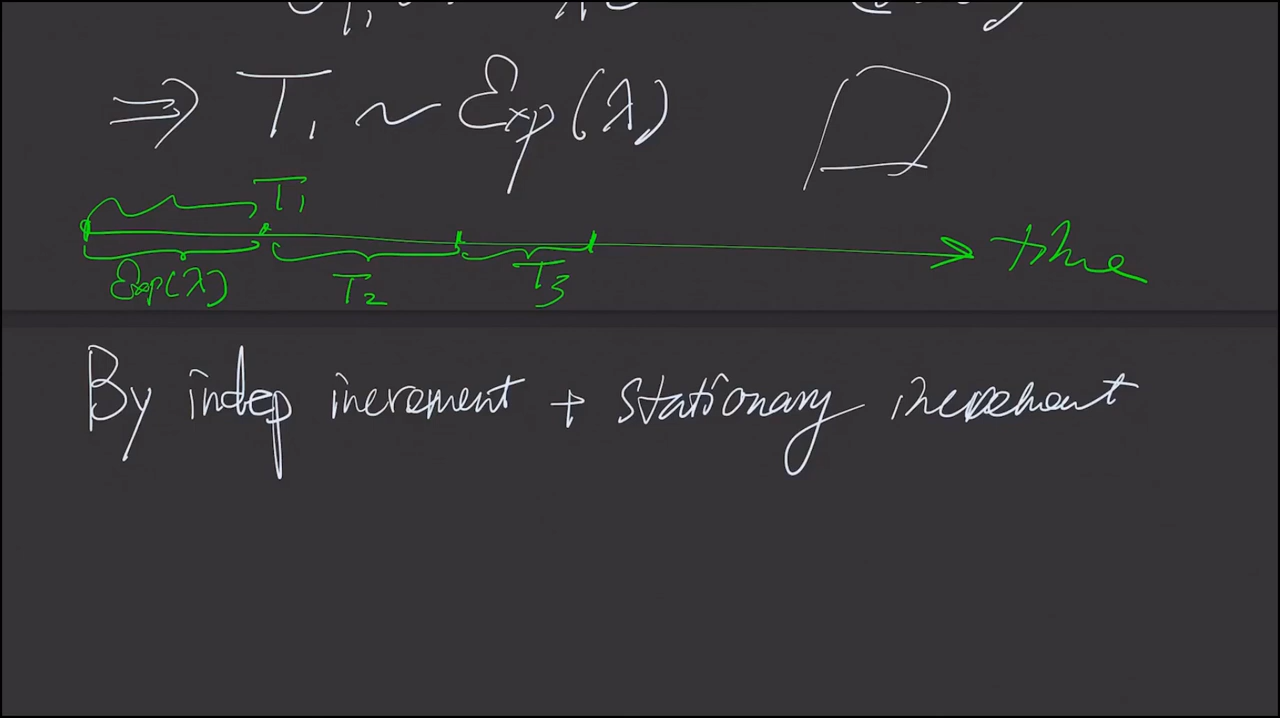 ⇒ T₁ ~ Exp(λ)
T₁
time
Exp(λ) T₂ T₃
By indep increment + stationary increment